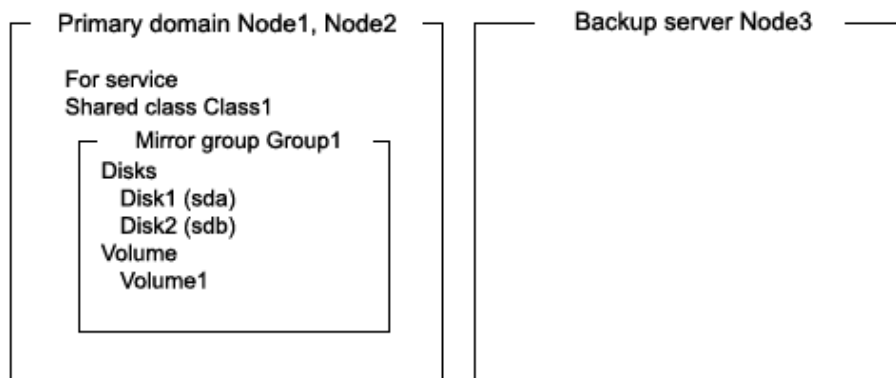 Primary domain Node1, Node2
For service
Shared class Class1
Mirror group Group1
Disks
Disk1 (sda)
Disk2 (sdb)
Volume
Volume1
Backup server Node3